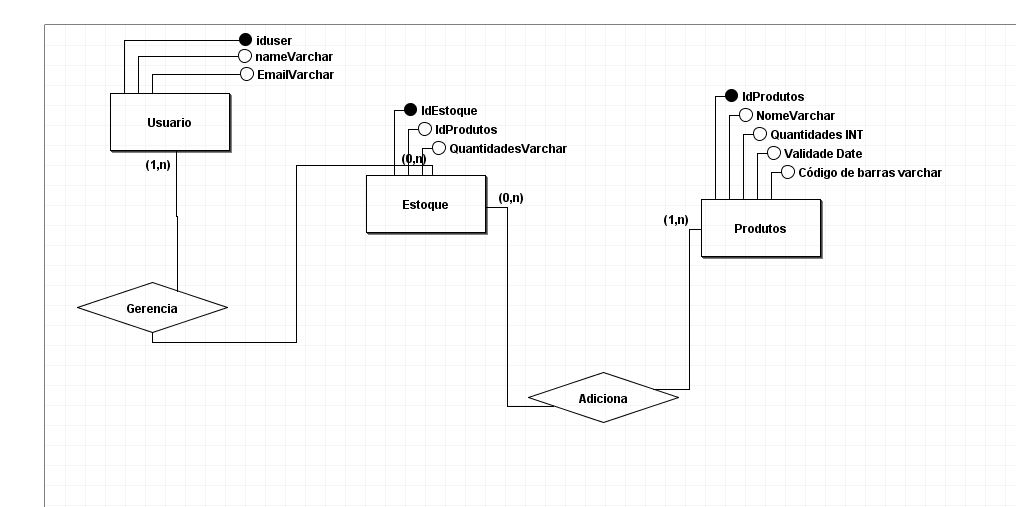 iduser
nameVarchar
EmailVarchar
Usuario
(1,n)
IdEstoque
IdProdutos
QuantidadesVarchar
(0,n)
Estoque
(0,n)
IdProdutos
NomeVarchar
Quantidades INT
Validade Date
Código de barras varchar
(1,n)
Produtos
Gerencia
Adiciona